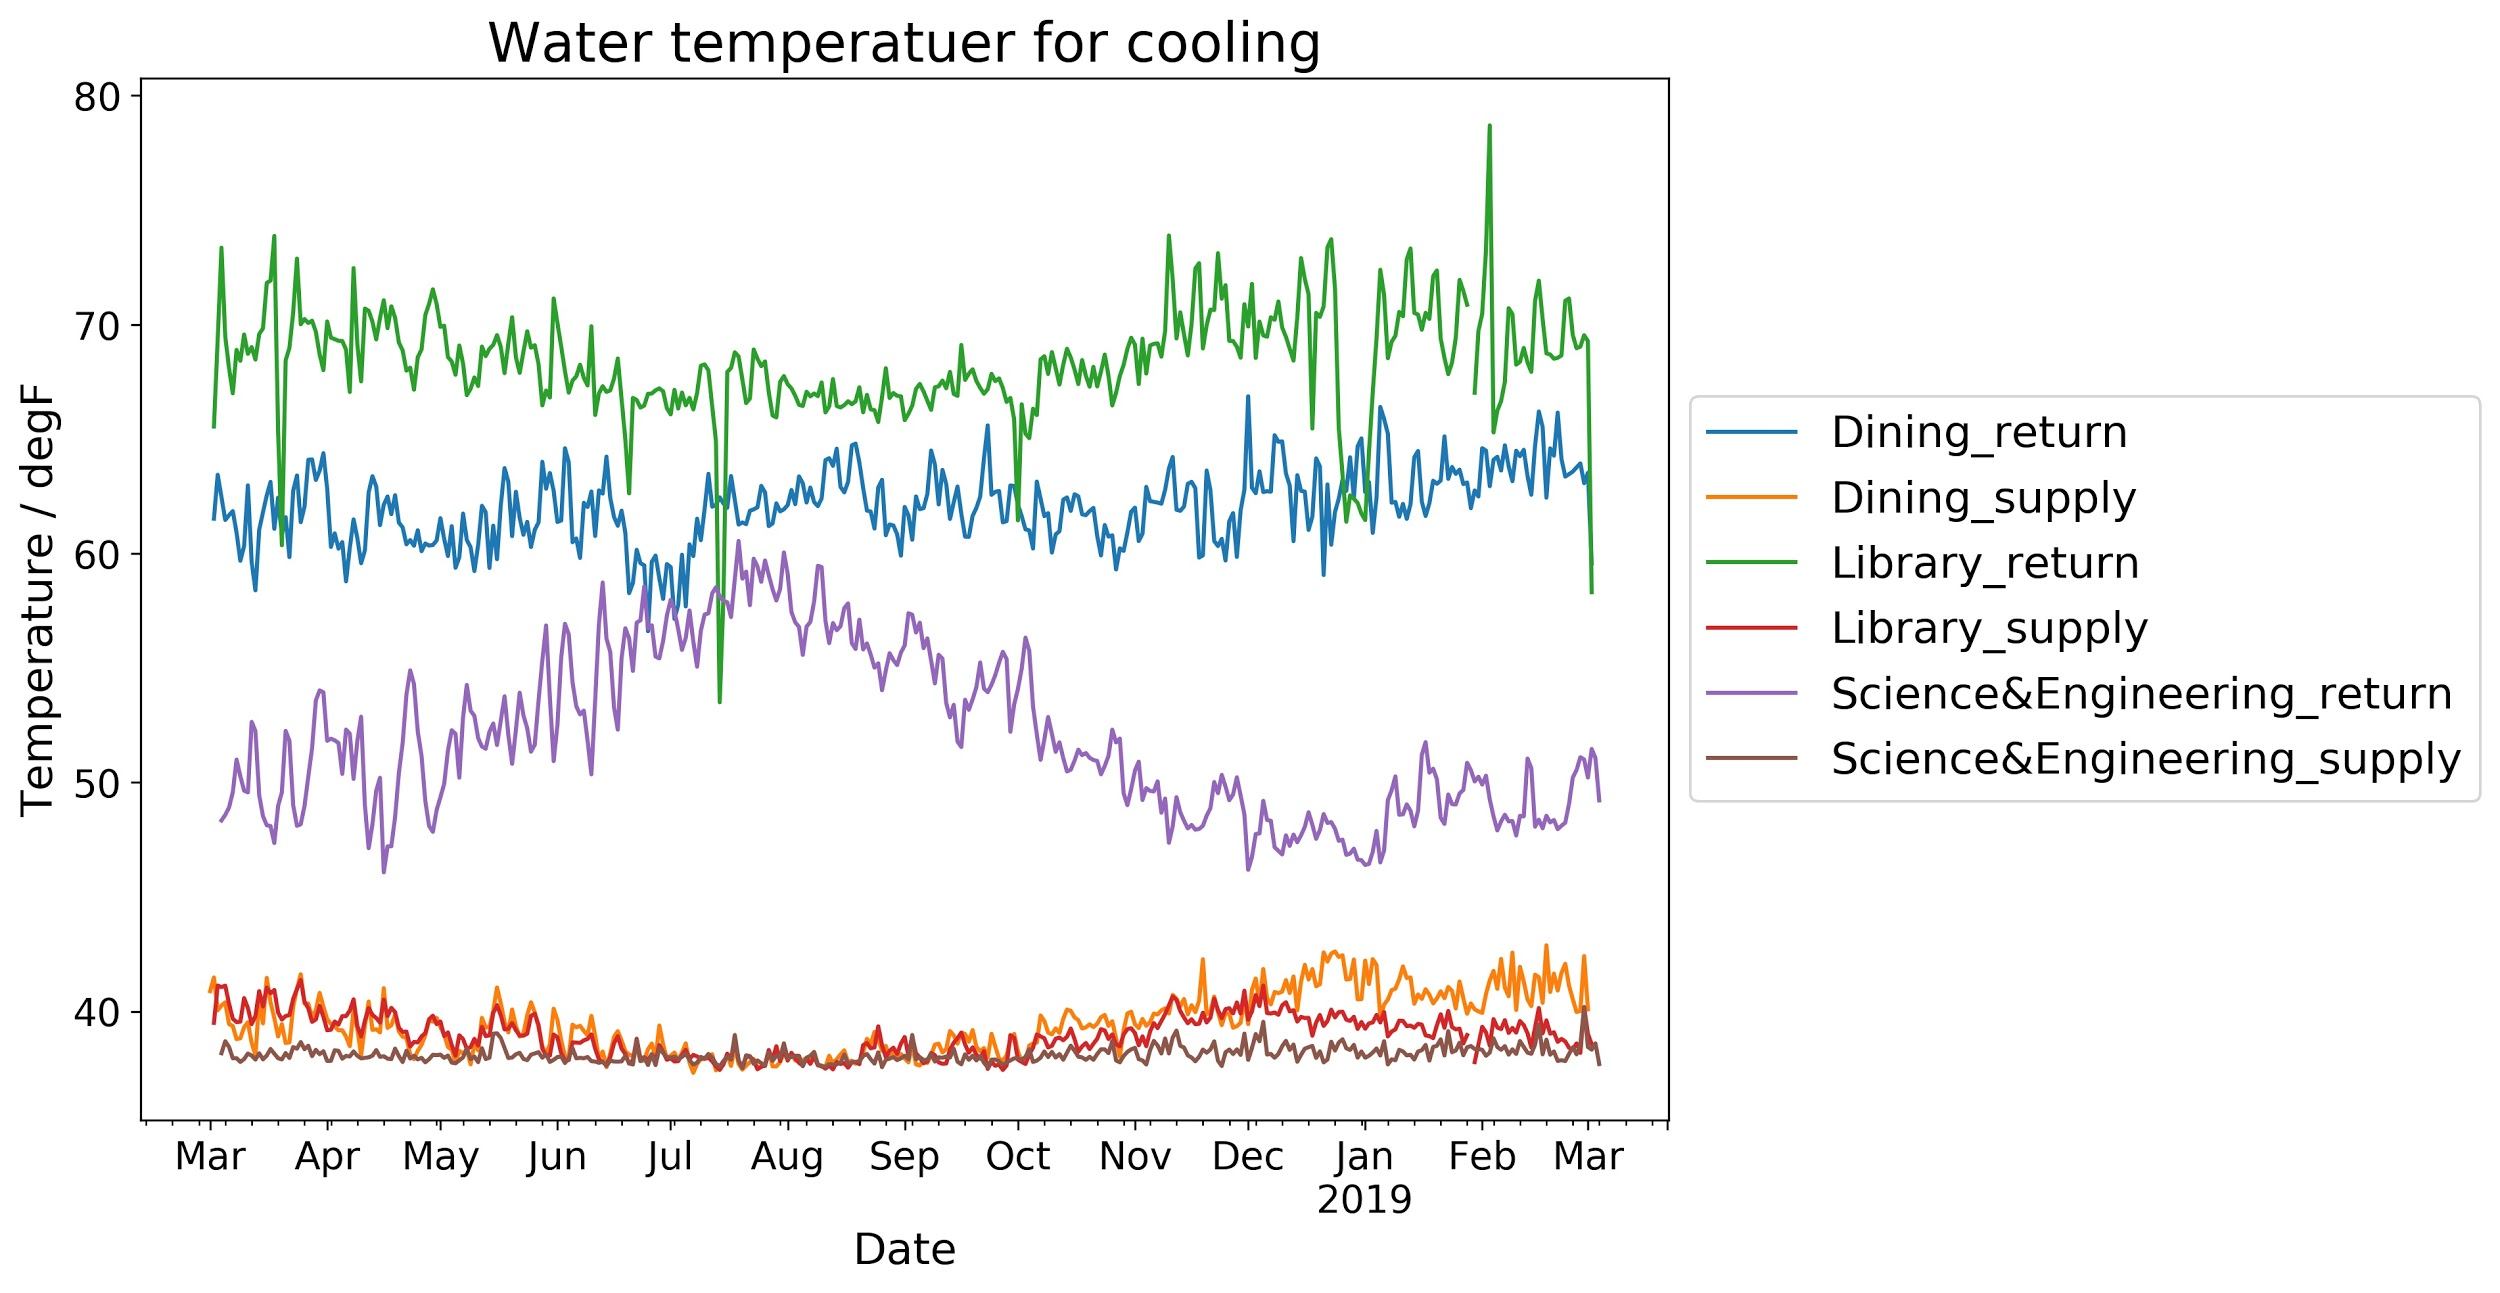 Water temperatuer for cooling
Temperature / degF
80
70
60
50
40
Mar Apr May Jun Jul Aug Sep Oct Nov Dec Jan Feb Mar
2019
Date
Dining_return
Dining_supply
Library_return
Library_supply
Science&Engineering_return
Science&Engineering_supply